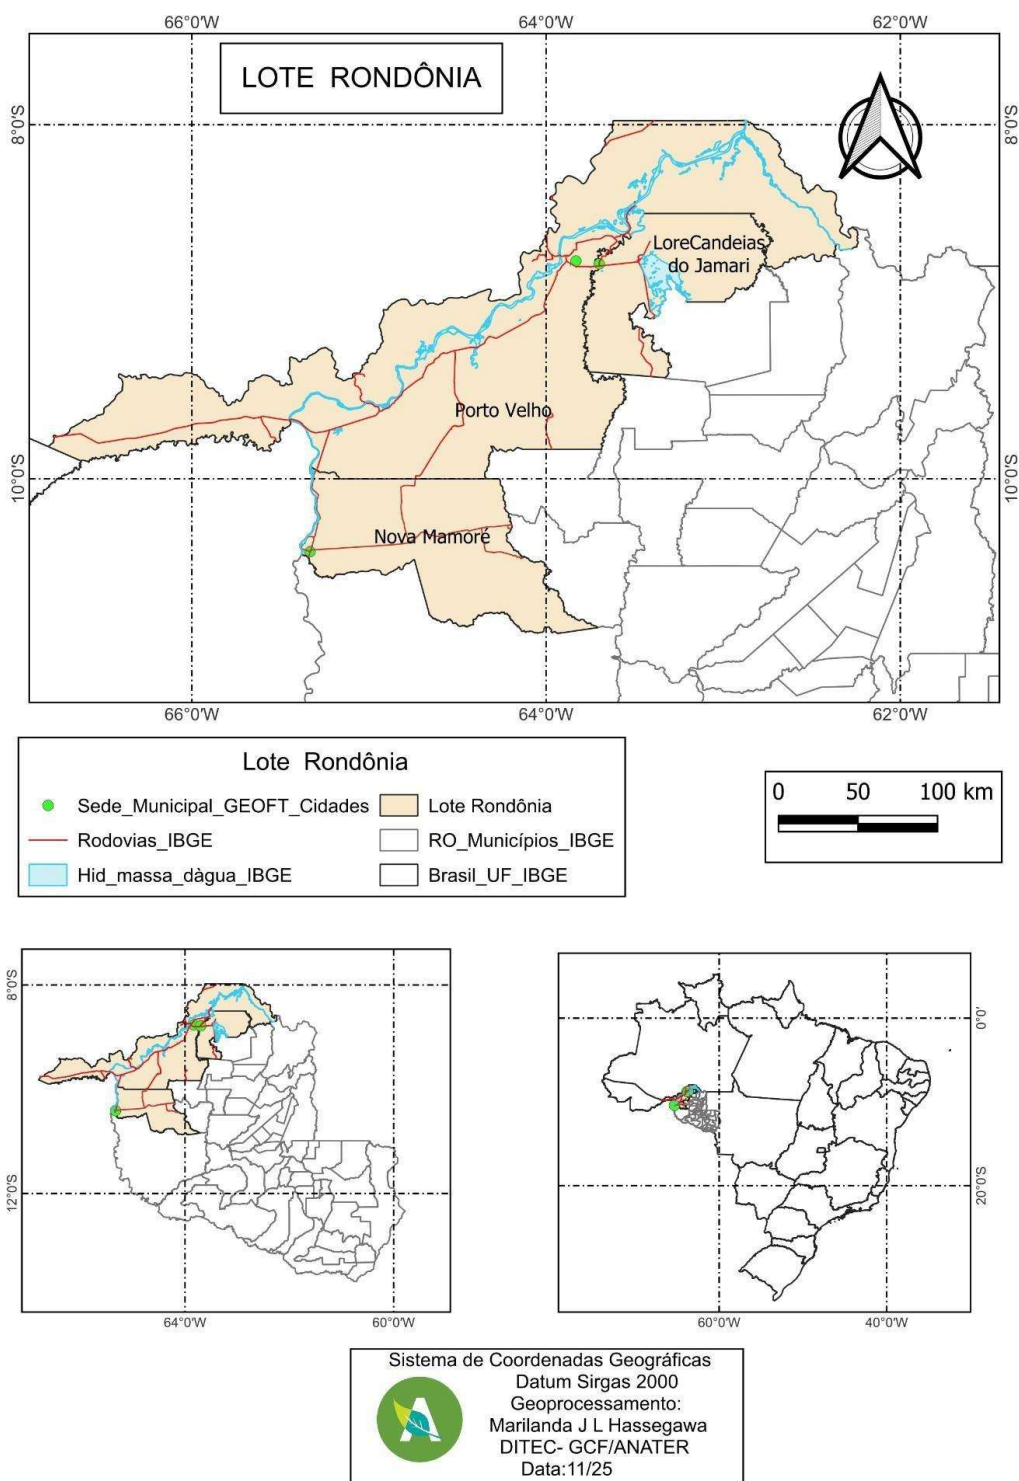 66°0'W 64°0'W 62°0'W
LOTE RONDÔNIA
8°0'S 8°0'S
LoreCandeias
do Jamari
Porto Velho
10°0'S 10°0'S
Nova Mamoré
66°0'W 64°0'W 62°0'W
Lote Rondônia
Sede_Municipal_GEOFT_Cidades Lote Rondônia
Rodovias_IBGE RO_Municípios_IBGE
Hid_massa_dàgua_IBGE Brasil_UF_IBGE
0 50 100 km
8°0'S
12°0'S
64°0'W 60°0'W
0°0'
20°0'S
60°0'W 40°0'W
Sistema de Coordenadas Geográficas
Datum Sirgas 2000
Geoprocessamento:
Marilanda J L Hassegawa
DITEC- GCF/ANATER
Data:11/25